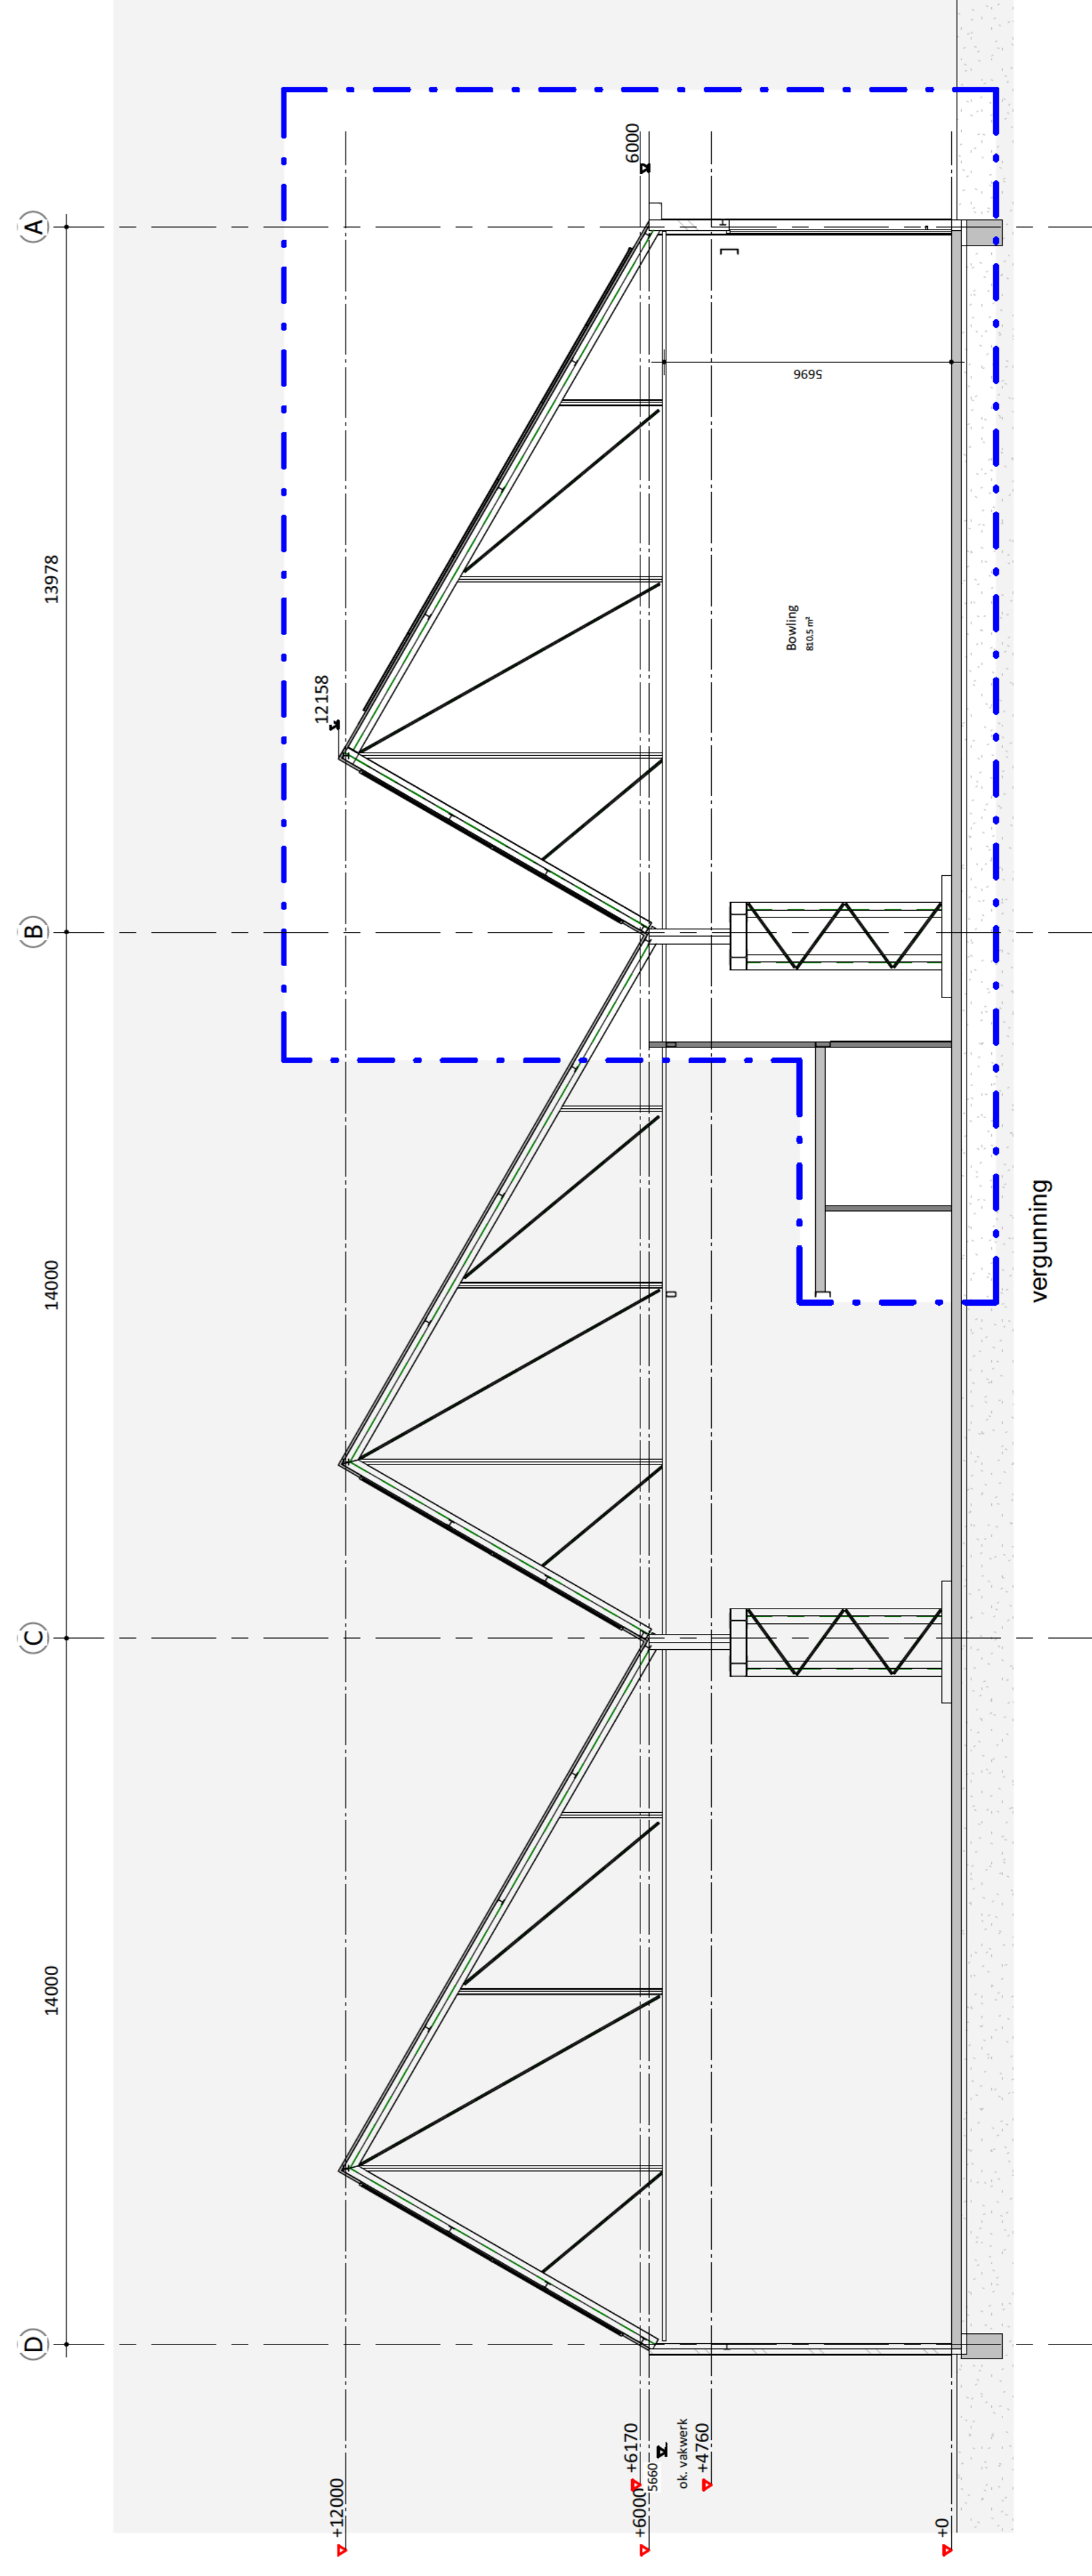 D
C
B
A
14000
14000
13978
12158
6000
+12000
+6170
+6000
5660
ok. vakwerk
+4760
+0
5696
Bowling
810.5 m²
vergunning